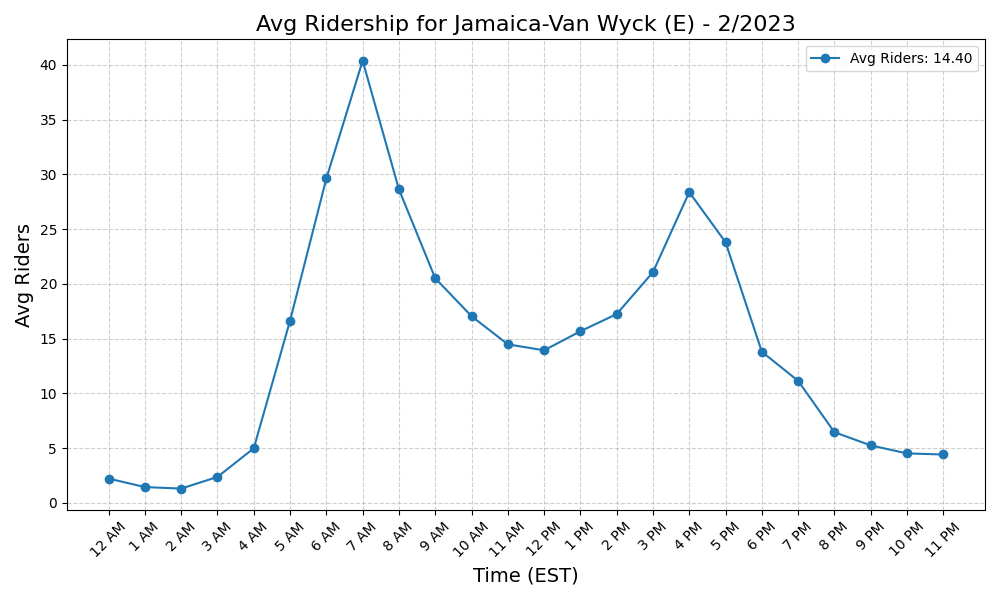 Avg Ridership for Jamaica-Van Wyck (E) - 2/2023
Avg Riders: 14.40
Avg Riders
40
35
30
25
20
15
10
5
0
12 AM
1 AM
2 AM
3 AM
4 AM
5 AM
6 AM
7 AM
8 AM
9 AM
10 AM
11 AM
12 PM
1 PM
2 PM
3 PM
4 PM
5 PM
6 PM
7 PM
8 PM
9 PM
10 PM
11 PM
Time (EST)